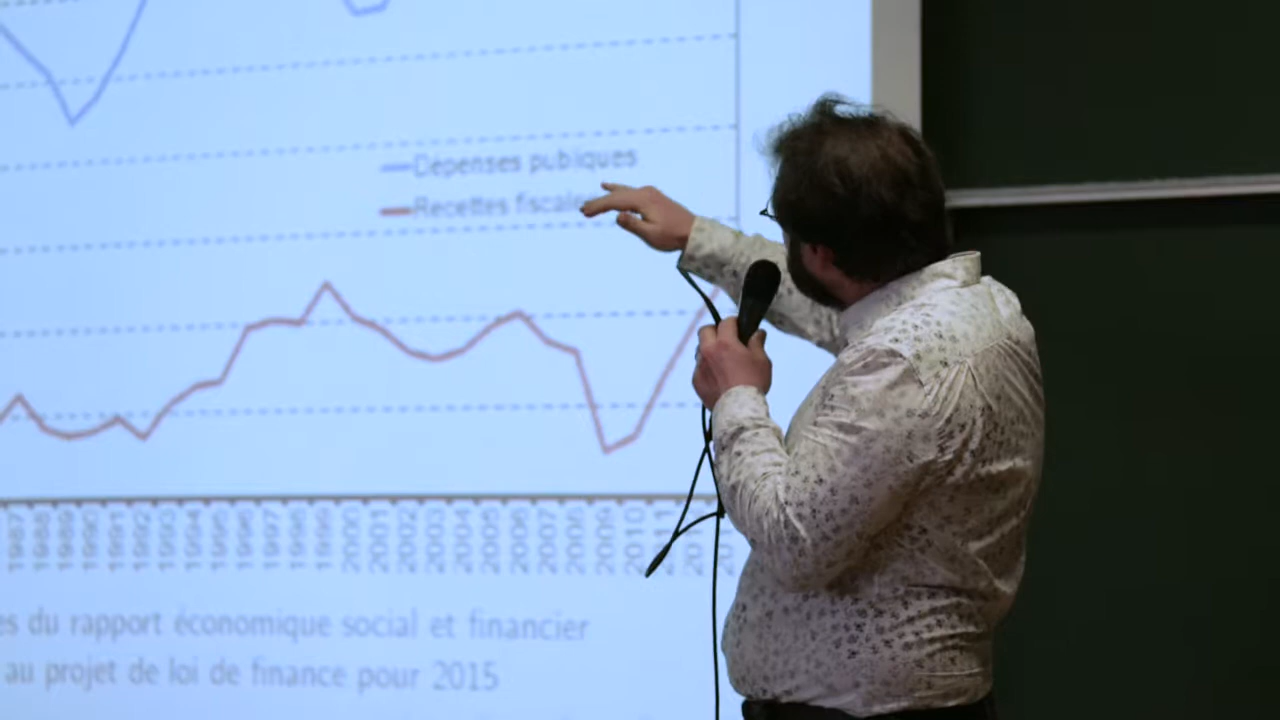 Dépenses pubiques
Recettes fiscale
1987 1988 1989 1990 1991 1992 1993 1994 1995 1996 1997 1998 1999 2000 2001 2002 2003 2004 2005 2006 2007 2008 2009 2010 2011
es du rapport économique social et financier
au projet de loi de finance pour 2015